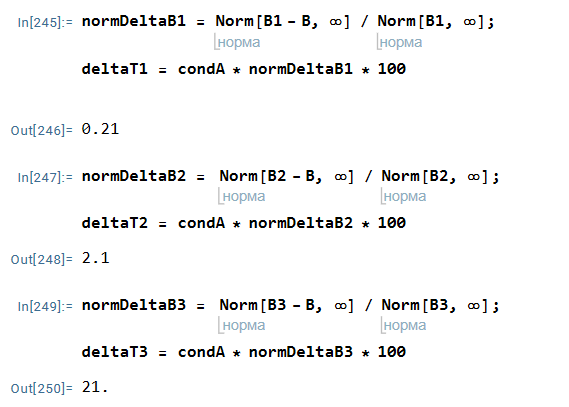 In[245]:= normDeltaB1 = Norm[B1 - B, ∞] / Norm[B1, ∞];
норма норма
deltaT1 = condA * normDeltaB1 * 100
Out[246]= 0.21
In[247]:= normDeltaB2 = Norm[B2 - B, ∞] / Norm[B2, ∞];
норма норма
deltaT2 = condA * normDeltaB2 * 100
Out[248]= 2.1
In[249]:= normDeltaB3 = Norm[B3 - B, ∞] / Norm[B3, ∞];
норма норма
deltaT3 = condA * normDeltaB3 * 100
Out[250]= 21.